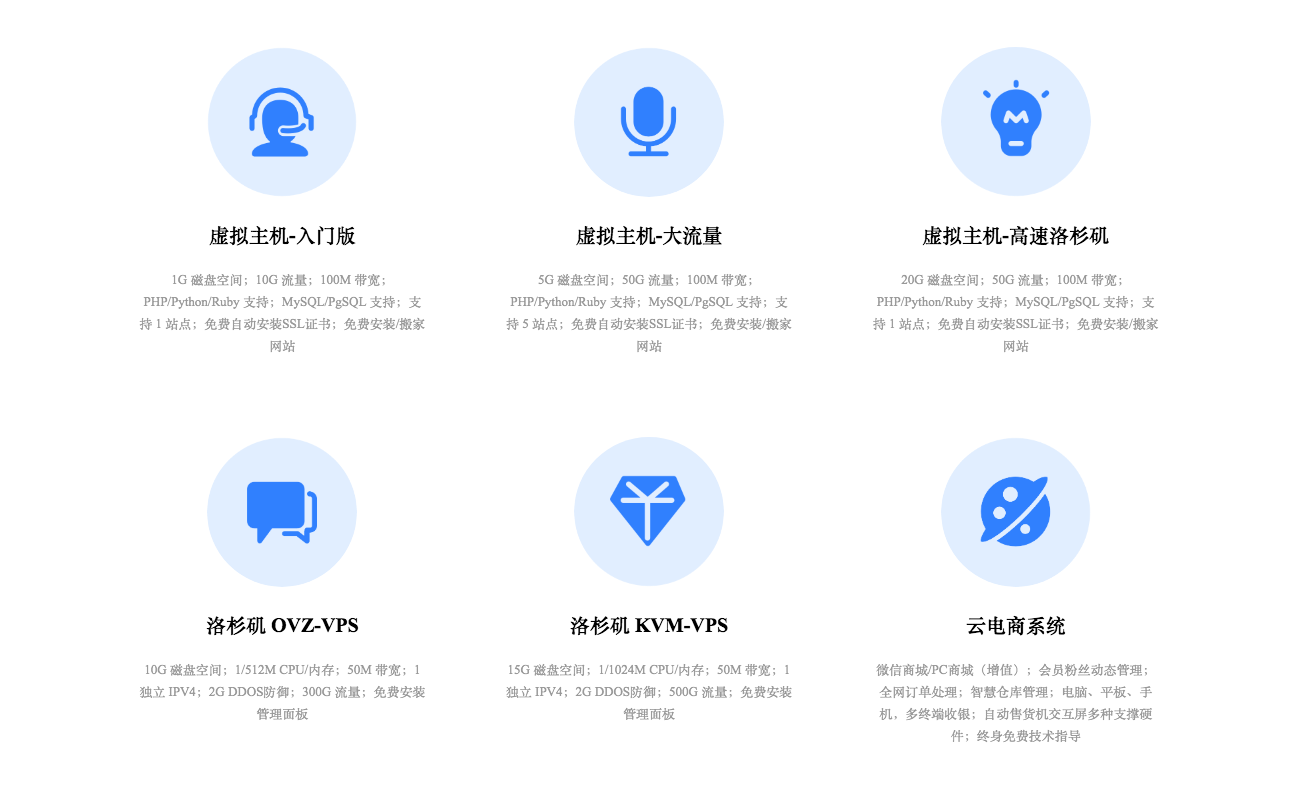 虚拟主机-入门版
1G 磁盘空间；10G 流量；100M 带宽；
PHP/Python/Ruby 支持；MySQL/PgSQL 支持；支
持 1 站点；免费自动安装SSL证书；免费安装/搬家
网站
虚拟主机-大流量
5G 磁盘空间；50G 流量；100M 带宽；
PHP/Python/Ruby 支持；MySQL/PgSQL 支持；支
持 5 站点；免费自动安装SSL证书；免费安装/搬家
网站
虚拟主机-高速洛杉矶
20G 磁盘空间；50G 流量；100M 带宽；
PHP/Python/Ruby 支持；MySQL/PgSQL 支持；支
持 1 站点；免费自动安装SSL证书；免费安装/搬家
网站
洛杉矶 OVZ-VPS
10G 磁盘空间；1/512M CPU/内存；50M 带宽；1
独立 IPV4；2G DDOS防御；300G 流量；免费安装
管理面板
洛杉矶 KVM-VPS
15G 磁盘空间；1/1024M CPU/内存；50M 带宽；1
独立 IPV4；2G DDOS防御；500G 流量；免费安装
管理面板
云电商系统
微信商城/PC商城（增值）；会员粉丝动态管理；
全网订单处理；智慧仓库管理；电脑、平板、手
机，多终端收银；自动售货机交互屏多种支撑硬
件；终身免费技术指导